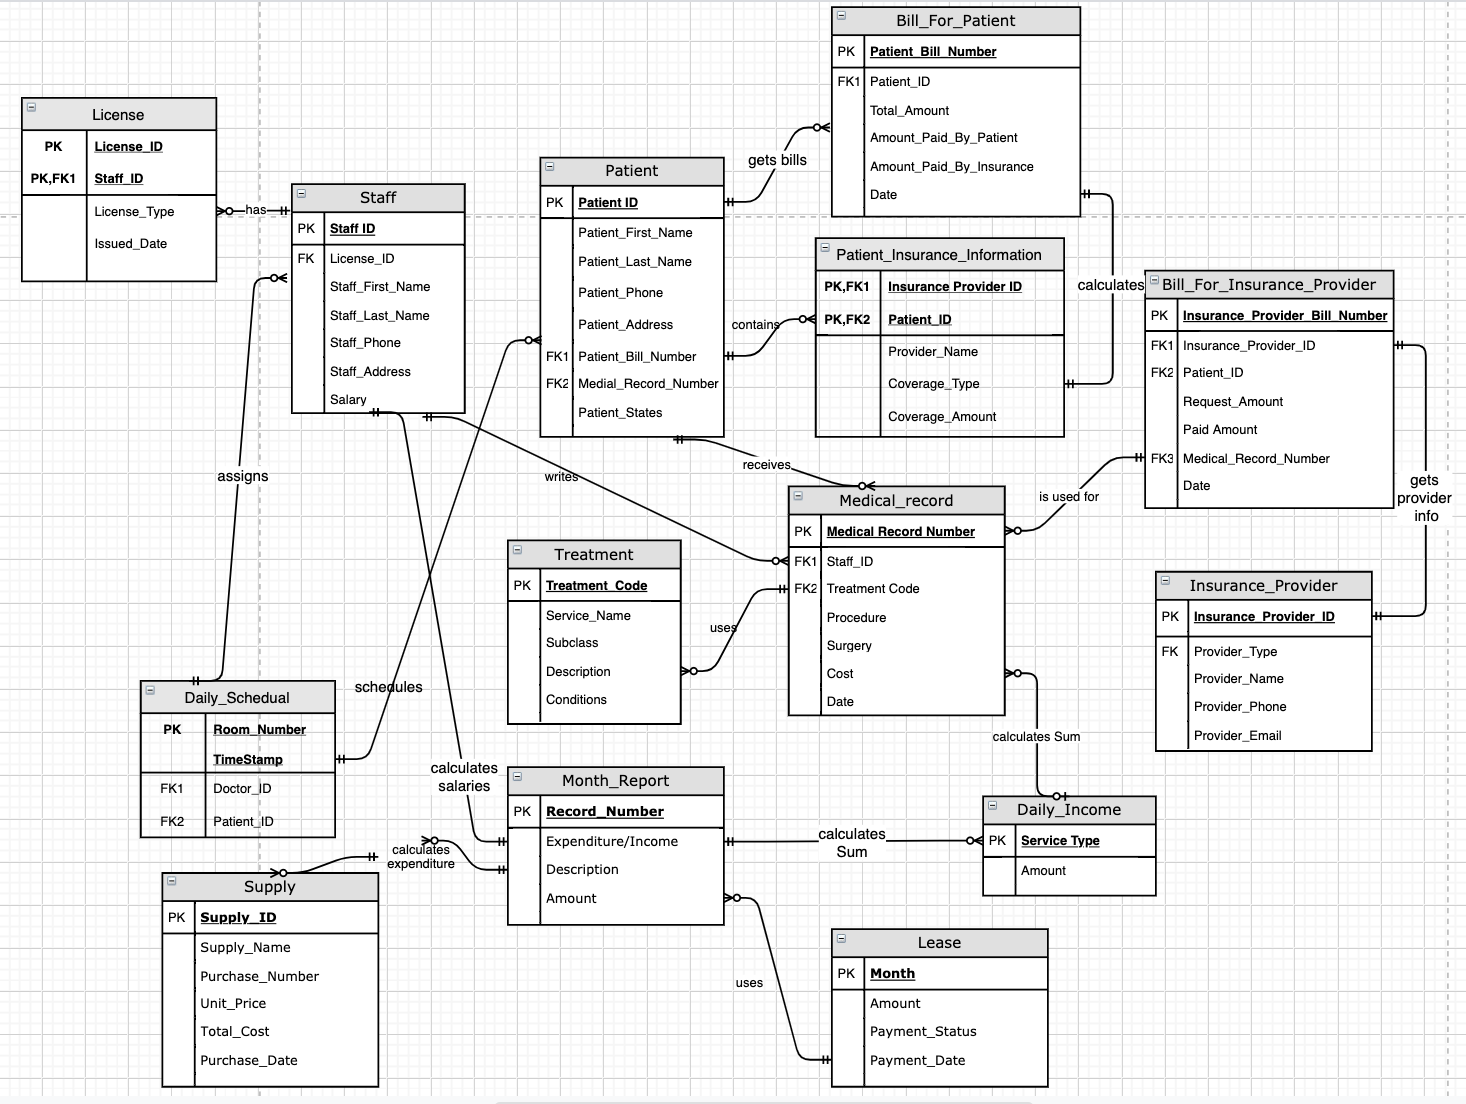 Bill_For_Patient
PK Patient_Bill_Number
FK1 Patient_ID
Total_Amount
Amount_Paid_By_Patient
Amount_Paid_By_Insurance
Date
License
PK License_ID
PK,FK1 Staff_ID
License_Type
Issued_Date
has
Staff
PK Staff ID
FK License_ID
Staff_First_Name
Staff_Last_Name
Staff_Phone
Staff_Address
Salary
Patient
PK Patient ID
Patient_First_Name
Patient_Last_Name
Patient_Phone
Patient_Address
FK1 Patient_Bill_Number
FK2 Medial_Record_Number
Patient_States
gets bills
contains
Patient_Insurance_Information
PK,FK1 Insurance Provider ID
PK,FK2 Patient_ID
Provider_Name
Coverage_Type
Coverage_Amount
calculates
Bill_For_Insurance_Provider
PK Insurance_Provider_Bill_Number
FK1 Insurance_Provider_ID
FK2 Patient_ID
Request_Amount
Paid Amount
FK3 Medical_Record_Number
Date
gets
provider
info
assigns
writes
receives
is used for
Medical_record
PK Medical Record Number
FK1 Staff_ID
FK2 Treatment Code
Procedure
Surgery
Cost
Date
Treatment
PK Treatment_Code
Service_Name
Subclass
Description
Conditions
uses
Insurance_Provider
PK Insurance_Provider_ID
FK Provider_Type
Provider_Name
Provider_Phone
Provider_Email
Daily_Schedual
PK Room_Number
TimeStamp
FK1 Doctor_ID
FK2 Patient_ID
schedules
calculates
salaries
calculates Sum
Month_Report
PK Record_Number
Expenditure/Income
Description
Amount
calculates
Sum
Daily_Income
PK Service Type
Amount
calculates
expenditure
Supply
PK Supply_ID
Supply_Name
Purchase_Number
Unit_Price
Total_Cost
Purchase_Date
uses
Lease
PK Month
Amount
Payment_Status
Payment_Date